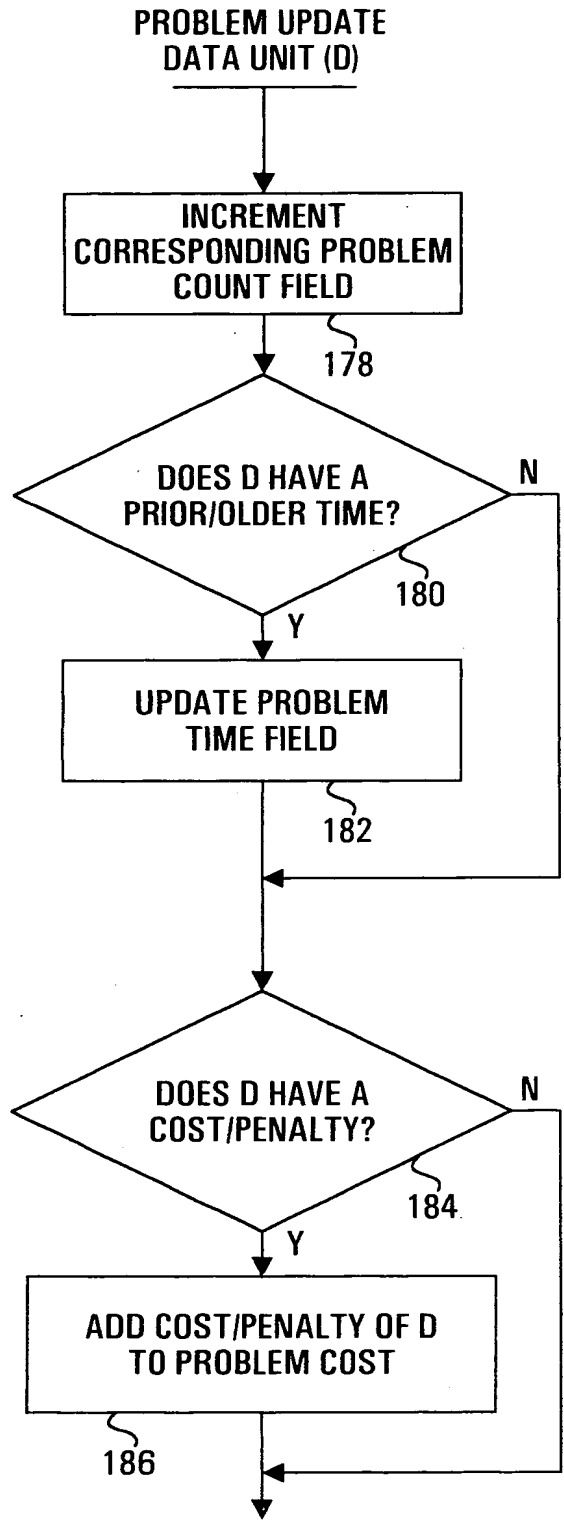 PROBLEM UPDATE
DATA UNIT (D)
INCREMENT
CORRESPONDING PROBLEM
COUNT FIELD
178
DOES D HAVE A
PRIOR/OLDER TIME?
N
180
Y
UPDATE PROBLEM
TIME FIELD
182
DOES D HAVE A
COST/PENALTY?
N
184
Y
ADD COST/PENALTY OF D
TO PROBLEM COST
186